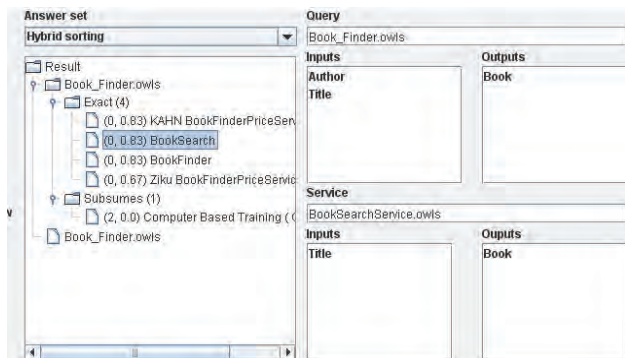 Answer set
Hybrid sorting
Result
Book_Finder.owls
Exact (4)
(0, 0.83) KAHN BookFinderPriceSer
(0, 0.83) BookSearch
(0, 0.83) BookFinder
(0, 0.67) Ziku BookFinderPriceServic
Subsumes (1)
(2, 0.0) Computer Based Training (
Book_Finder.owls
Query
Book_Finder.owls
Inputs
Outputs
Author
Title
Book
Service
BookSearchService.owls
Inputs
Ouputs
Title
Book